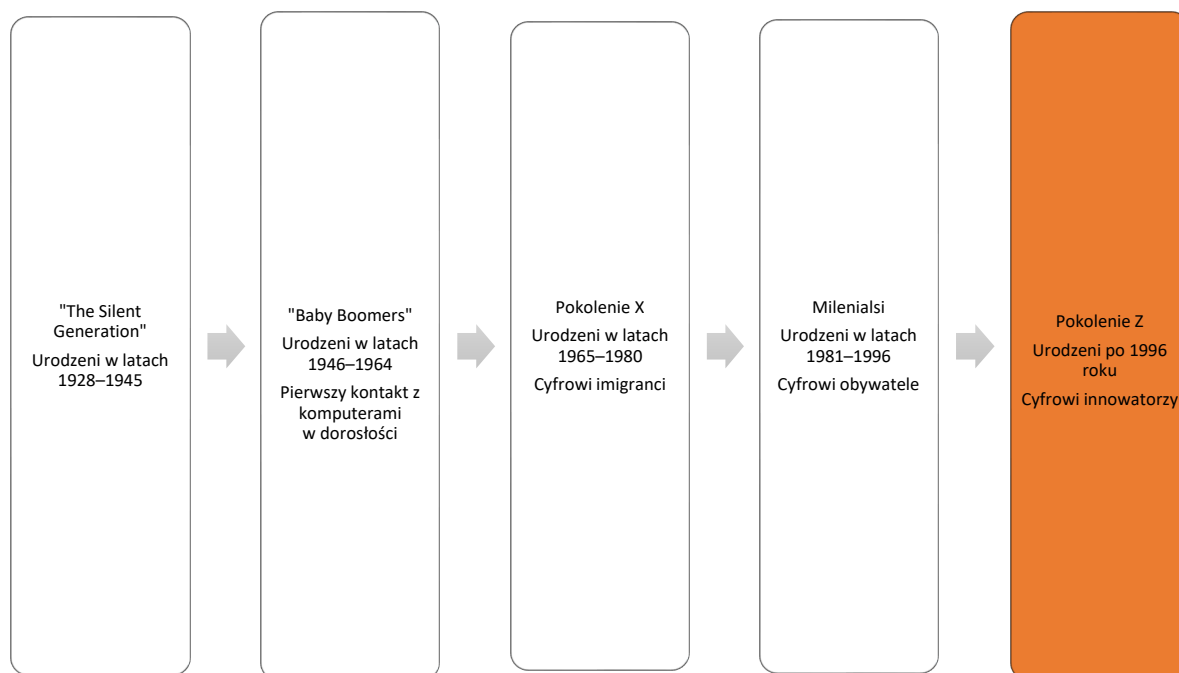 "The Silent
Generation"
Urodzeni w latach
1928–1945
"Baby Boomers"
Urodzeni w latach
1946–1964
Pierwszy kontakt z
komputerami
w dorosłości
Pokolenie X
Urodzeni w latach
1965–1980
Cyfrowi imigranci
Milenialsi
Urodzeni w latach
1981–1996
Cyfrowi obywatele
Pokolenie Z
Urodzeni po 1996
roku
Cyfrowi innowatorzy